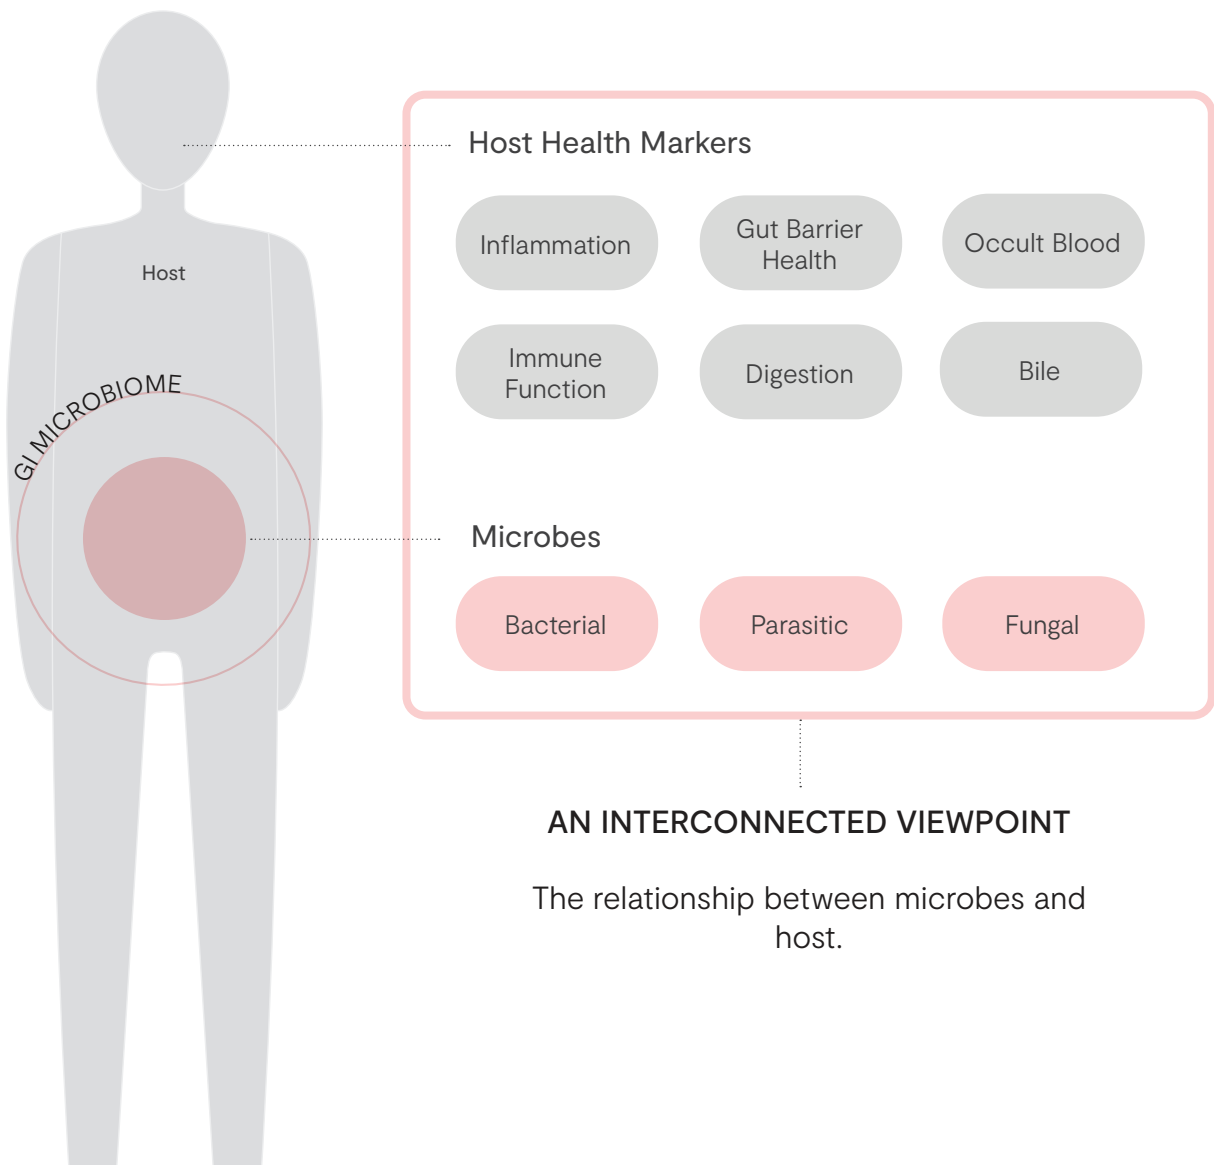 Host Health Markers
Inflammation
Gut Barrier
Health
Occult Blood
Host
Immune
Function
Digestion
Bile
GI MICROBIOME
Microbes
Bacterial
Parasitic
Fungal
AN INTERCONNECTED VIEWPOINT
The relationship between microbes and
host.